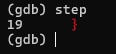 (gdb) step
19 }
(gdb)